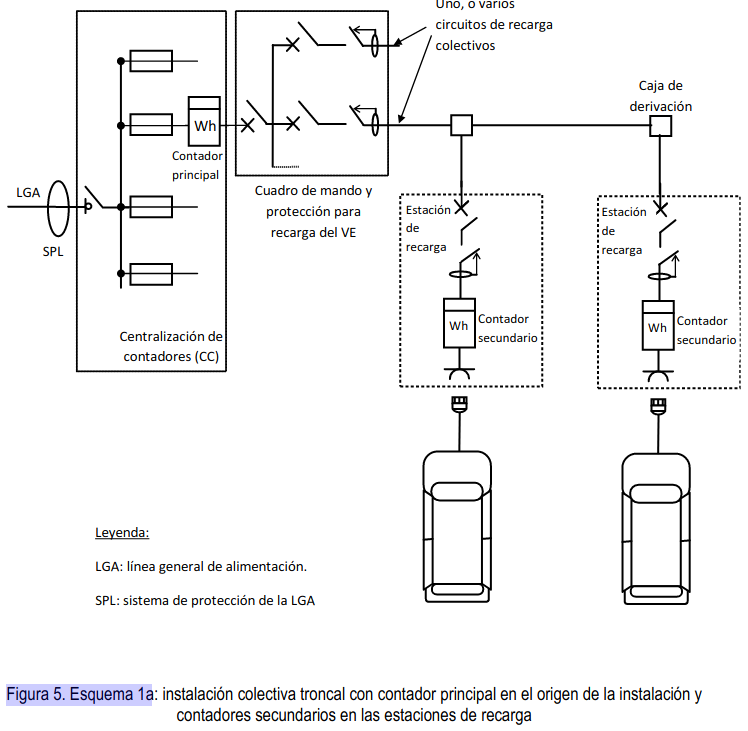 Uno, o varios
circuitos de recarga
colectivos
Caja de
derivación
Wh
Contador
principal
LGA
SPL
Cuadro de mando y
protección para
recarga del VE
Estación
de
recarga
Estación
de
recarga
Wh
Contador
secundario
Wh
Contador
secundario
Centralización de
contadores (CC)
Leyenda:
LGA: línea general de alimentación.
SPL: sistema de protección de la LGA
Figura 5. Esquema 1a: instalación colectiva troncal con contador principal en el origen de la instalación y
contadores secundarios en las estaciones de recarga